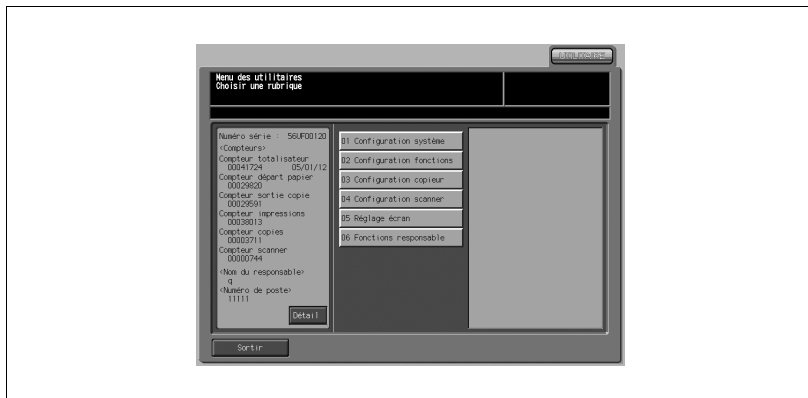 UTILITAIRE
Menu des utilitaires
Choisir une rubrique
Numéro série : 56UF00120
<Compteurs>
Compteur totalisateur
00041724 05/01/12
Compteur départ papier
00029820
Compteur sortie copie
00029591
Compteur impressions
00038013
Compteur copies
00003711
Compteur scanner
00000744
<Nom du responsable>
q
<Numéro de poste>
11111
Détail
01 Configuration système
02 Configuration fonctions
03 Configuration copieur
04 Configuration scanner
05 Réglage écran
06 Fonctions responsable
Sortir